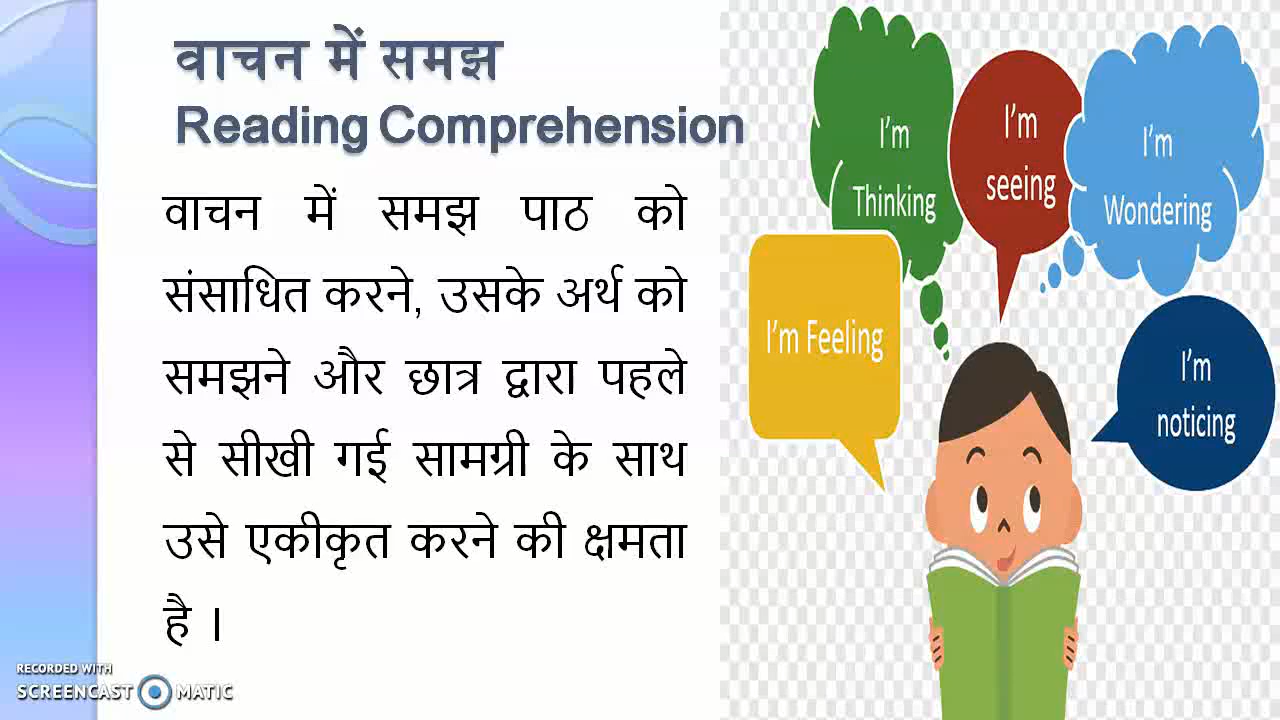 वाचन में समझ
Reading Comprehension
वाचन में समझ पाठ को
संसाधित करने, उसके अर्थ को
समझने और छात्र द्वारा पहले
से सीखी गई सामग्री के साथ
उसे एकीकृत करने की क्षमता
है ।
I'm
Thinking
I'm
seeing
I'm
Wondering
I'm Feeling
I'm
noticing
RECORDED WITH
SCREENCAST MATIC